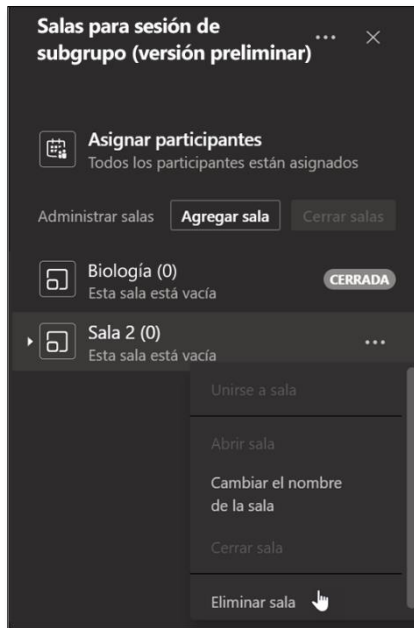 Salas para sesión de
subgrupo (versión preliminar)
Asignar participantes
Todos los participantes están asignados
Administrar salas Agregar sala Cerrar salas
Biología (0)
CERRADA
Esta sala está vacía
Sala 2 (0)
Esta sala está vacía
Unirse a sala
Abrir sala
Cambiar el nombre
de la sala
Cerrar sala
Eliminar sala